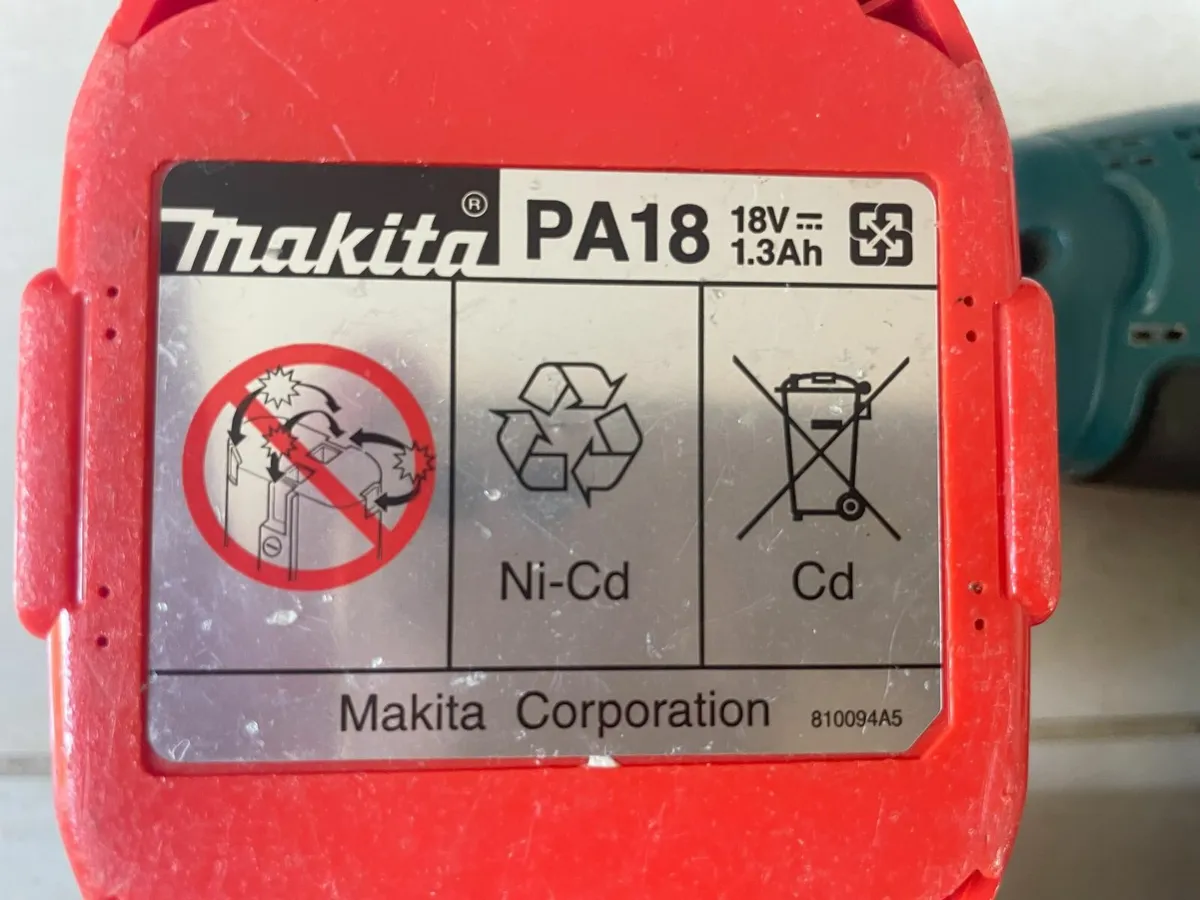 makita® PA18 18V⎓
1.3Ah
Ni-Cd Cd
Makita Corporation 810094A5